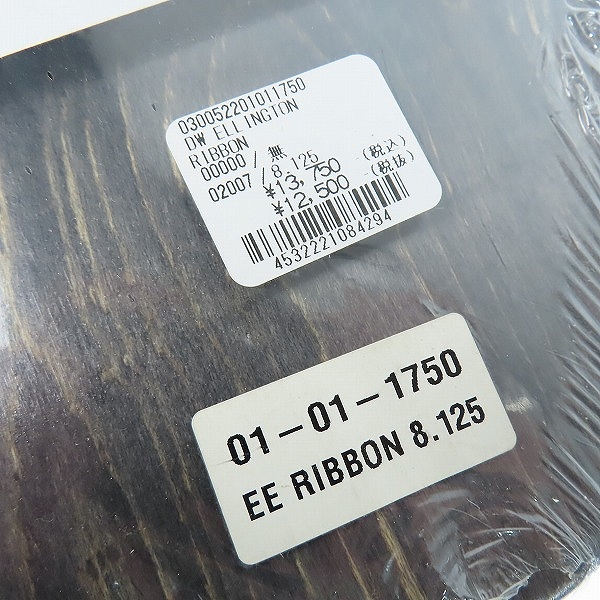 030052201011750
DW ELLINGTON
RIBBON
00000 / 無
02007 / 8.125
¥13,750 (税込)
¥12,500 (税抜)
4532221084294
01-01-1750
EE RIBBON 8.125